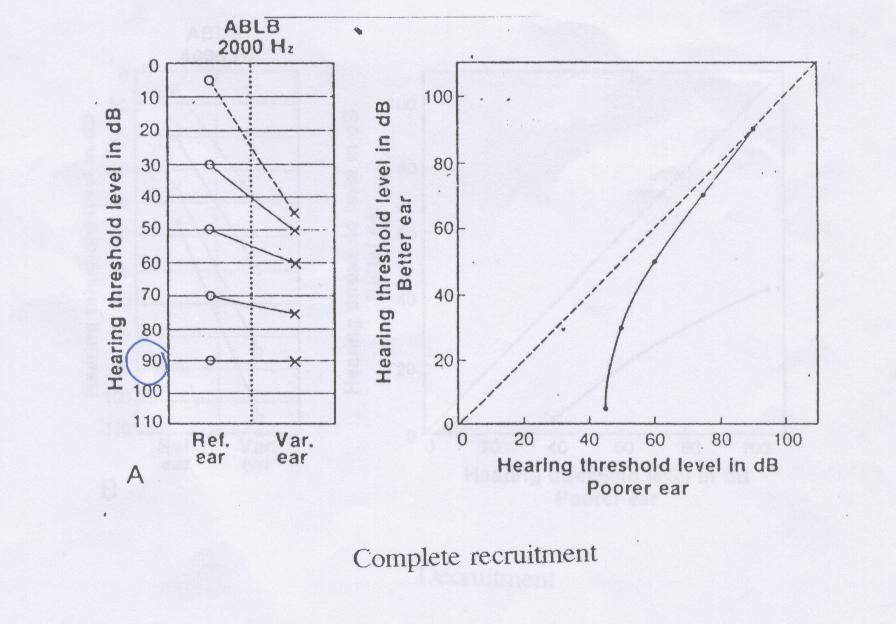 ABLB
2000 Hz
Hearing threshold level in dB
0
10
20
30
40
50
60
70
80
90
100
110
Ref.
ear
Var.
ear
A
Hearing threshold level in dB
Better ear
100
80
60
40
20
0
0
20
40
60
80
100
Hearing threshold level in dB
Poorer ear
Complete recruitment